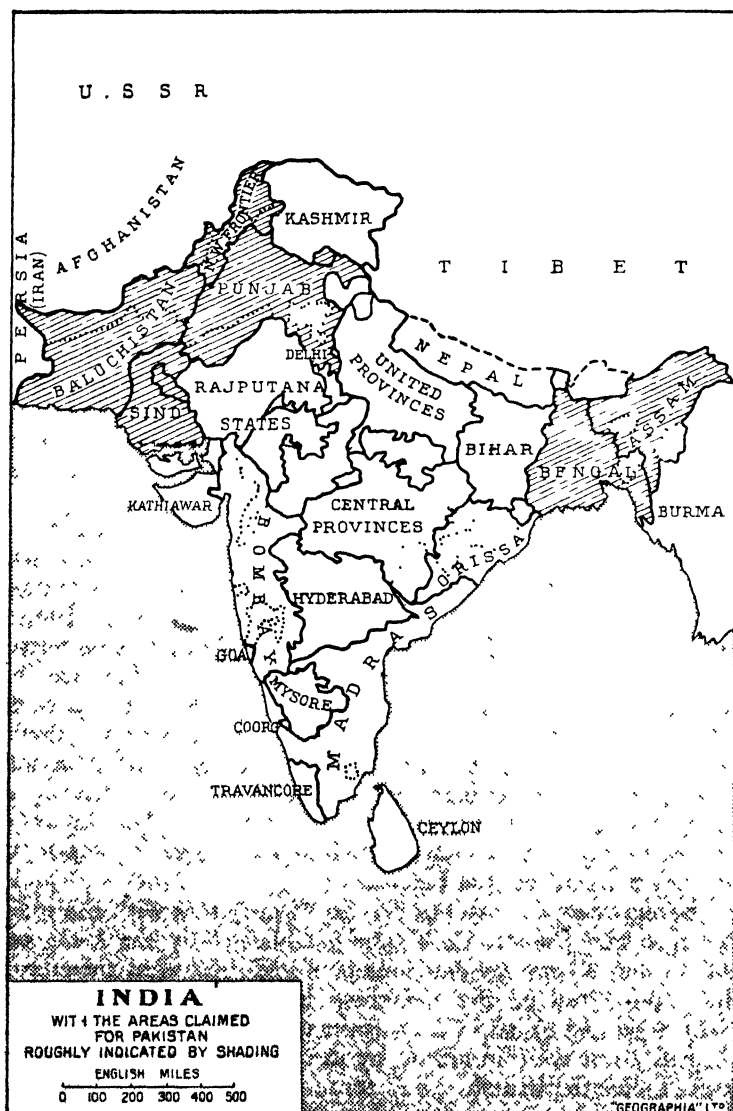 U.S S R
AFGHANISTAN
PERSIA
(IRAN)
N.W. FRONTIER
KASHMIR
PUNJAB
T I B E T
BALUCHISTAN
DELHI
NEPAL
UNITED
PROVINCES
RAJPUTANA
STATES
SIND
ASSAM
BIHAR
BENGAL
KATHIAWAR
CENTRAL
PROVINCES
BURMA
BOMBAY
ORISSA
HYDERABAD
MADRAS
GOA
MYSORE
COORG
TRAVANCORE
CEYLON
INDIA
WITH THE AREAS CLAIMED
FOR PAKISTAN
ROUGHLY INDICATED BY SHADING
ENGLISH MILES
0 100 200 300 400 500
"GEOGRAPHIA" LTD